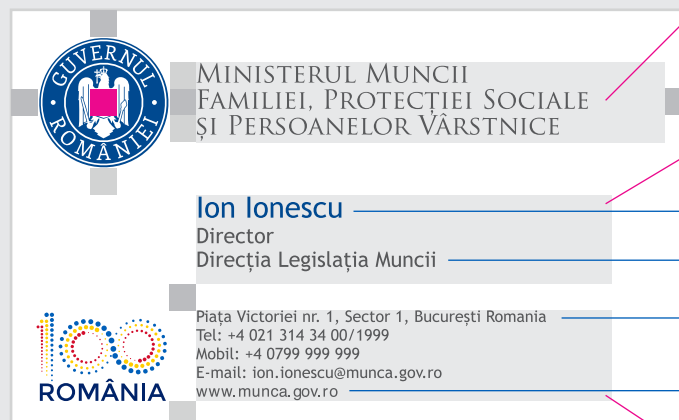 GUVERNUL ROMÂNIEI
MINISTERUL MUNCII
FAMILIEI, PROTECȚIEI SOCIALE
ȘI PERSOANELOR VÂRSTNICE
Ion Ionescu
Director
Direcția Legislația Muncii
Piața Victoriei nr. 1, Sector 1, București Romania
Tel: +4 021 314 34 00/1999
Mobil: +4 0799 999 999
E-mail: ion.ionescu@munca.gov.ro
www.munca.gov.ro
100
ROMÂNIA